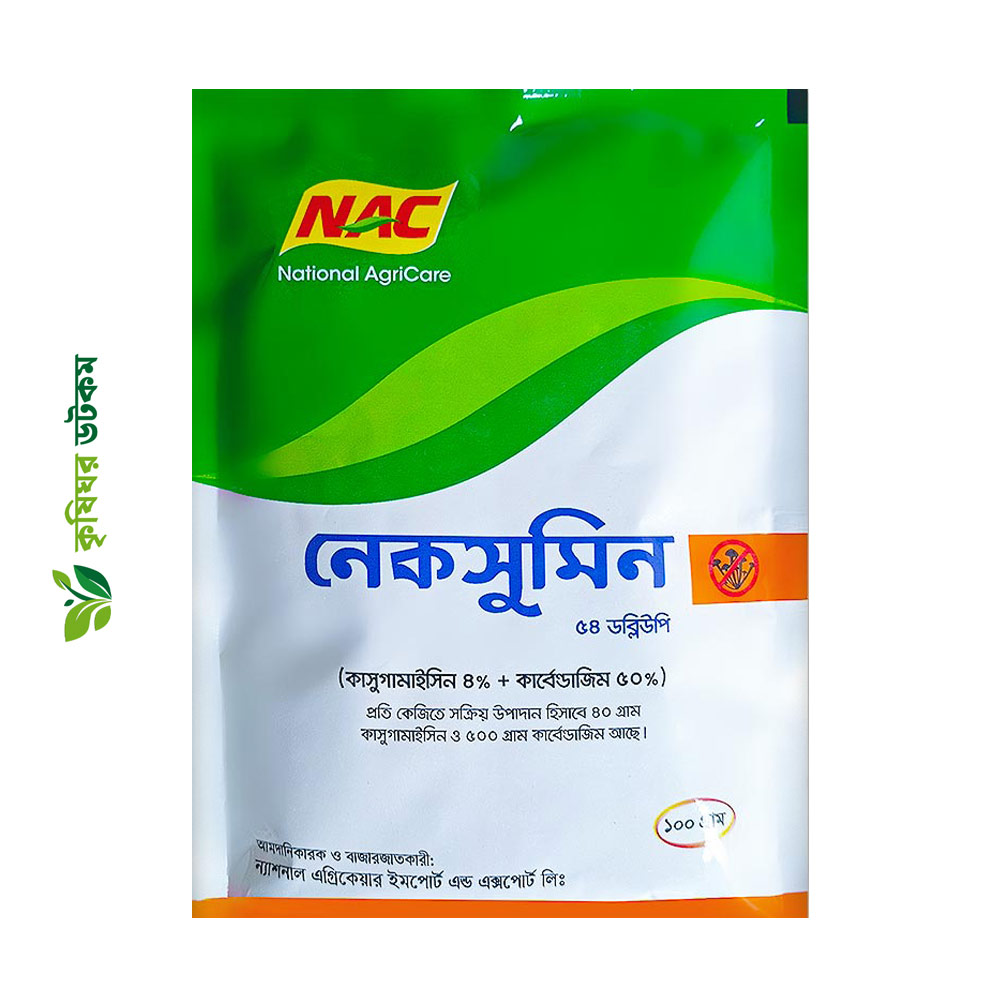 NAC
National AgriCare
কৃষিঘর ডটকম
নেকসুমিন
৫৪ ডব্লিউপি
(কাসুগামাইসিন ৪% + কার্বেন্ডাজিম ৫০%)
প্রতি কেজিতে সক্রিয় উপাদান হিসাবে ৪০ গ্রাম
কাসুগামাইসিন ও ৫০০ গ্রাম কার্বেন্ডাজিম আছে।
১০০ গ্রাম
আমদানিকারক ও বাজারজাতকারী:
ন্যাশনাল এগ্রিকেয়ার ইমপোর্ট এন্ড এক্সপোর্ট লিঃ